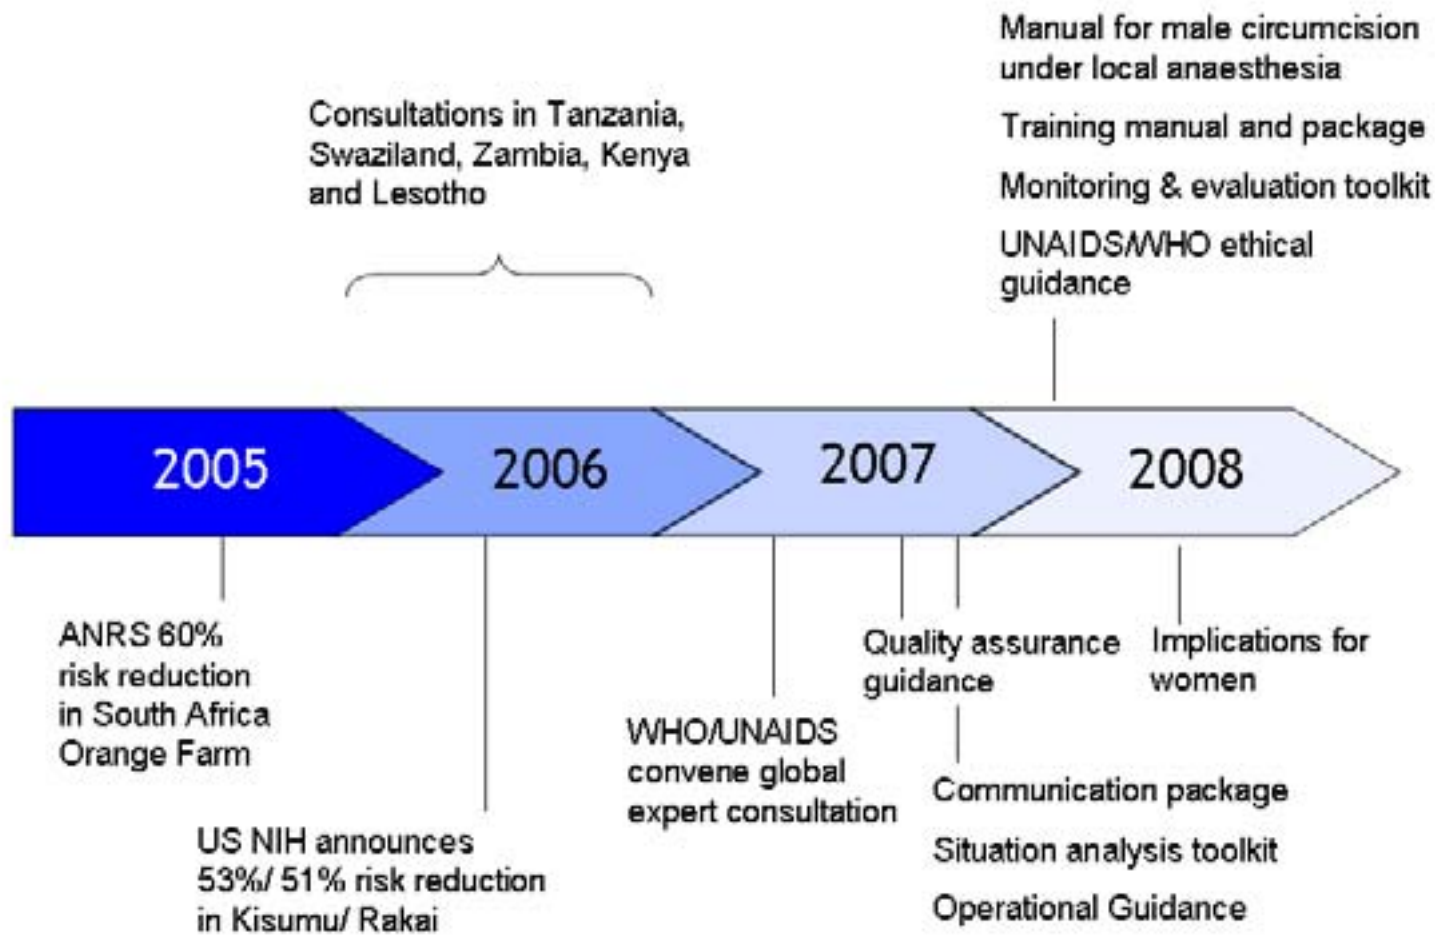 Manual for male circumcision
under local anaesthesia
Training manual and package
Monitoring & evaluation toolkit
UNAIDS/WHO ethical
guidance
Consultations in Tanzania,
Swaziland, Zambia, Kenya
and Lesotho
2005
2006
2007
2008
ANRS 60%
risk reduction
in South Africa
Orange Farm
US NIH announces
53%/ 51% risk reduction
in Kisumu/ Rakai
WHO/UNAIDS
convene global
expert consultation
Quality assurance
guidance
Communication package
Situation analysis toolkit
Operational Guidance
Implications for
women